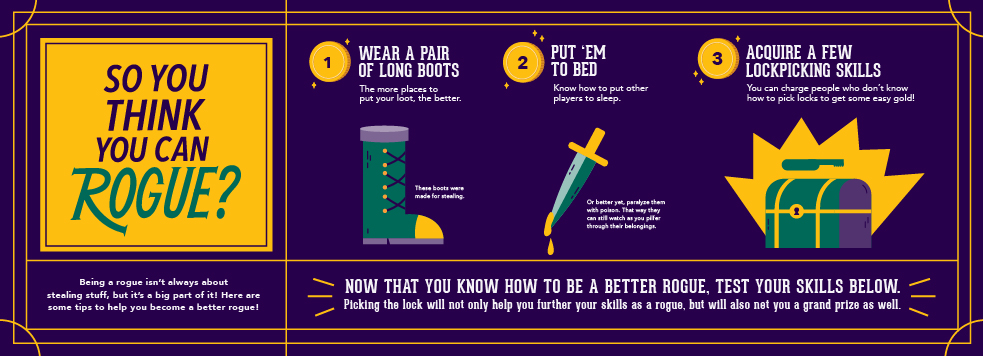 SO YOU
THINK
YOU CAN
ROGUE?
Being a rogue isn't always about
stealing stuff, but it's a big part of it! Here are
some tips to help you become a better rogue!
1
WEAR A PAIR
OF LONG BOOTS
The more places to
put your loot, the better.
These boots were
made for stealing.
2
PUT 'EM
TO BED
Know how to put other
players to sleep.
Or better yet, paralyze them
with poison. That way they
can still watch as you pilfer
through their belongings.
3
ACQUIRE A FEW
LOCKPICKING SKILLS
You can charge people who don't know
how to pick locks to get some easy gold!
NOW THAT YOU KNOW HOW TO BE A BETTER ROGUE, TEST YOUR SKILLS BELOW.
Picking the lock will not only help you further your skills as a rogue, but will also net you a grand prize as well.